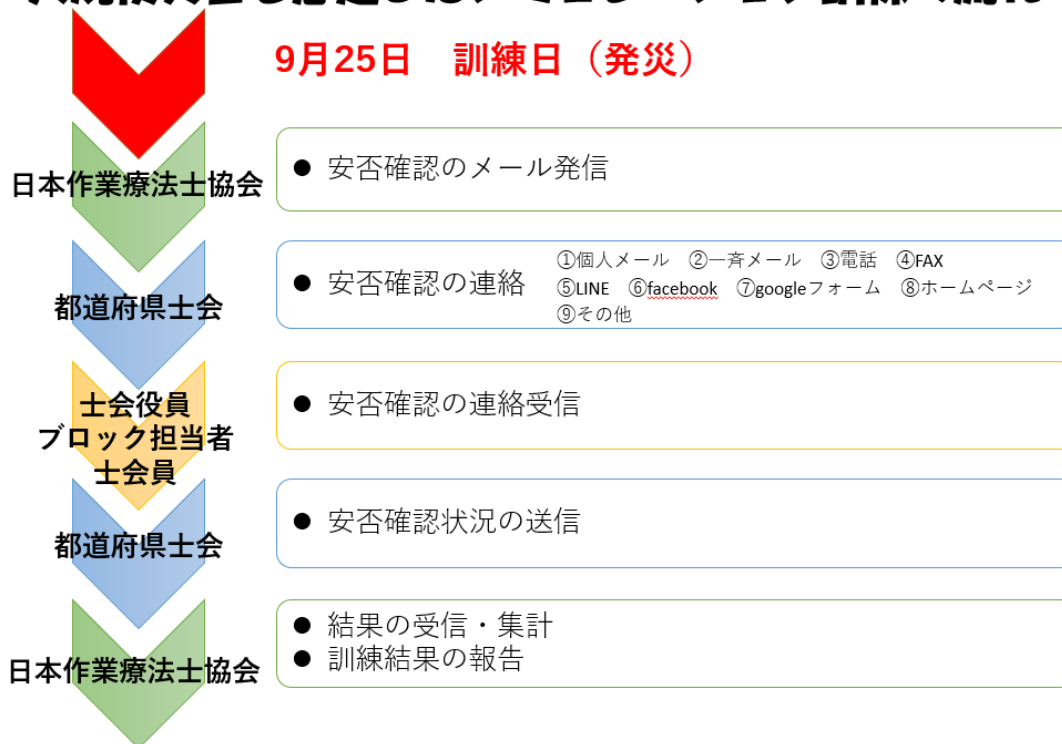 9月25日　訓練日（発災）
日本作業療法士協会
● 安否確認のメール発信
都道府県士会
● 安否確認の連絡
①個人メール　②一斉メール　③電話　④FAX
⑤LINE　⑥facebook　⑦googleフォーム　⑧ホームページ
⑨その他
士会役員
ブロック担当者
士会員
● 安否確認の連絡受信
都道府県士会
● 安否確認状況の送信
日本作業療法士協会
● 結果の受信・集計
● 訓練結果の報告